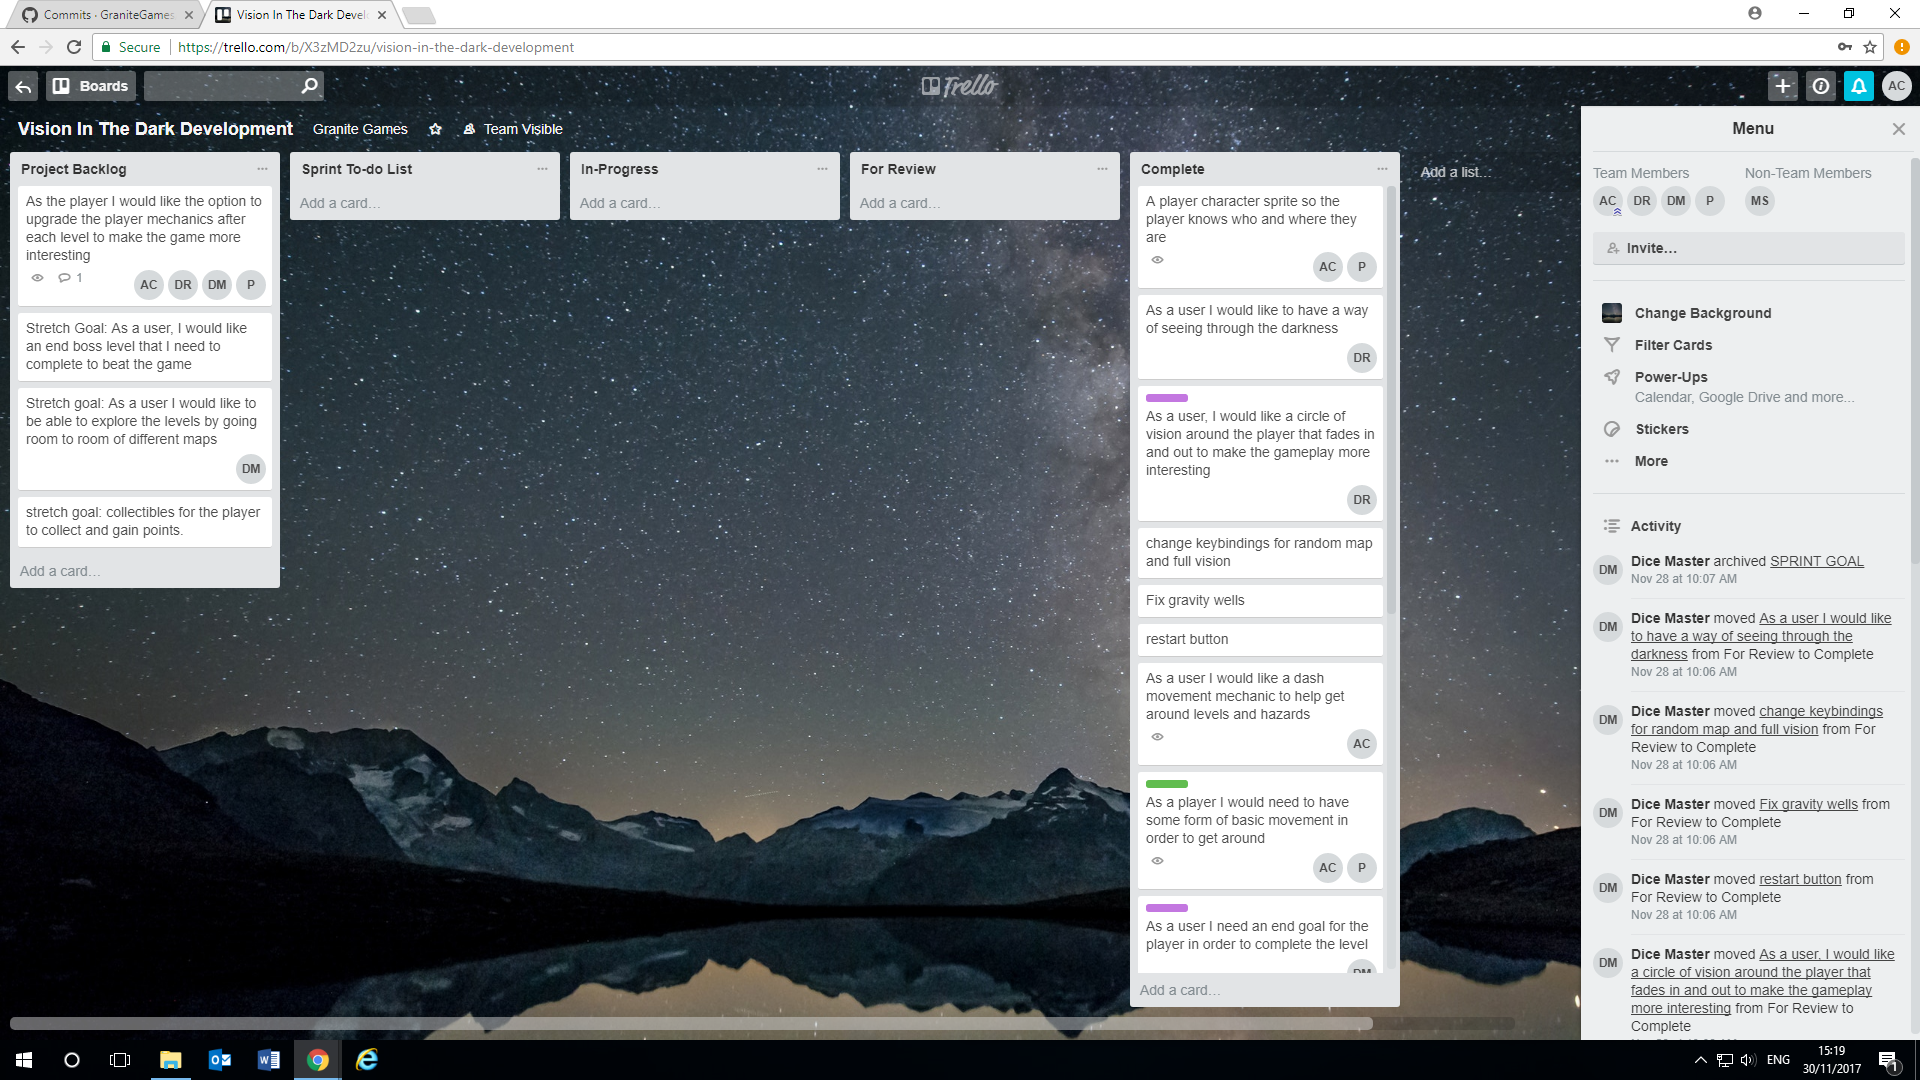 Commits · GraniteGames
Vision In The Dark Devel
Secure
https://trello.com/b/X3zMD2zu/vision-in-the-dark-development
Boards
Trello
AC
Vision In The Dark Development
Granite Games
Team Visible
Project Backlog
As the player I would like the option to
upgrade the player mechanics after
each level to make the game more
interesting
1
AC
DR
DM
P
Stretch Goal: As a user, I would like
an end boss level that I need to
complete to beat the game
Stretch goal: As a user I would like to
be able to explore the levels by going
room to room of different maps
DM
stretch goal: collectibles for the player
to collect and gain points.
Add a card...
Sprint To-do List
Add a card...
In-Progress
Add a card...
For Review
Add a card...
Complete
A player character sprite so the
player knows who and where they
are
AC
P
As a user I would like to have a way
of seeing through the darkness
DR
As a user, I would like a circle of
vision around the player that fades in
and out to make the gameplay more
interesting
DR
change keybindings for random map
and full vision
Fix gravity wells
restart button
As a user I would like a dash
movement mechanic to help get
around levels and hazards
AC
As a player I would need to have
some form of basic movement in
order to get around
AC
P
As a user I need an end goal for the
player in order to complete the level
DM
Add a card...
Add a list...
Menu
Team Members
AC
DR
DM
P
Non-Team Members
MS
Invite...
Change Background
Filter Cards
Power-Ups
Calendar, Google Drive and more...
Stickers
More
Activity
DM
Dice Master archived SPRINT GOAL
Nov 28 at 10:07 AM
DM
Dice Master moved As a user I would like
to have a way of seeing through the
darkness from For Review to Complete
Nov 28 at 10:06 AM
DM
Dice Master moved change keybindings
for random map and full vision from For
Review to Complete
Nov 28 at 10:06 AM
DM
Dice Master moved Fix gravity wells from
For Review to Complete
Nov 28 at 10:06 AM
DM
Dice Master moved restart button from
For Review to Complete
Nov 28 at 10:06 AM
DM
Dice Master moved As a user, I would like
a circle of vision around the player that
fades in and out to make the gameplay
more interesting from For Review to
Complete
ENG
15:19
30/11/2017
1